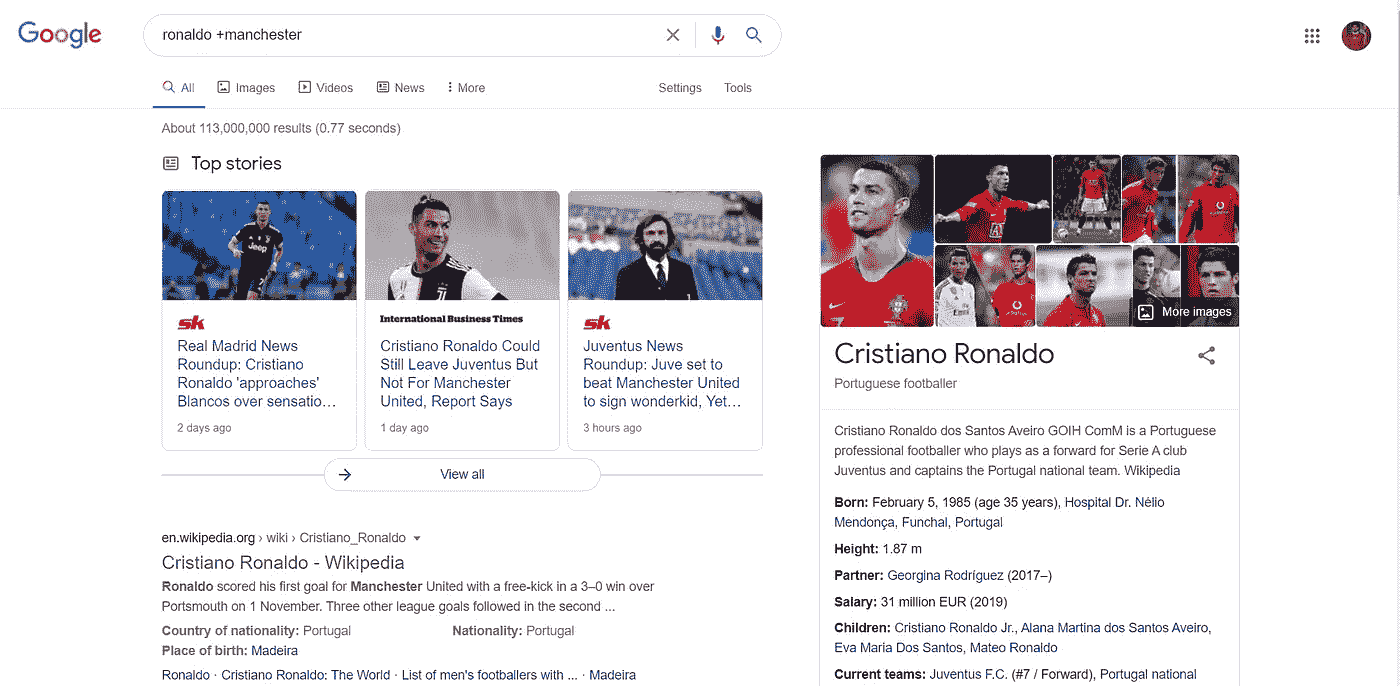 Google
ronaldo +manchester
All Images Videos News More Settings Tools
About 113,000,000 results (0.77 seconds)
Top stories
sk
Real Madrid News
Roundup: Cristiano
Ronaldo 'approaches'
Blancos over sensatio…
2 days ago
International Business Times
Cristiano Ronaldo Could
Still Leave Juventus But
Not For Manchester
United, Report Says
1 day ago
sk
Juventus News
Roundup: Juve set to
beat Manchester United
to sign wonderkid, Yet…
3 hours ago
View all
en.wikipedia.org › wiki › Cristiano_Ronaldo
Cristiano Ronaldo - Wikipedia
Ronaldo scored his first goal for Manchester United with a free-kick in a 3–0 win over
Portsmouth on 1 November. Three other league goals followed in the second ...
Country of nationality: Portugal Nationality: Portugal
Place of birth: Madeira
Ronaldo · Cristiano Ronaldo: The World · List of men's footballers with ... · Madeira
More images
Cristiano Ronaldo
Portuguese footballer
Cristiano Ronaldo dos Santos Aveiro GOIH ComM is a Portuguese
professional footballer who plays as a forward for Serie A club
Juventus and captains the Portugal national team. Wikipedia
Born: February 5, 1985 (age 35 years), Hospital Dr. Nélio
Mendonça, Funchal, Portugal
Height: 1.87 m
Partner: Georgina Rodríguez (2017–)
Salary: 31 million EUR (2019)
Children: Cristiano Ronaldo Jr., Alana Martina dos Santos Aveiro,
Eva Maria Dos Santos, Mateo Ronaldo
Current teams: Juventus F.C. (#7 / Forward), Portugal national